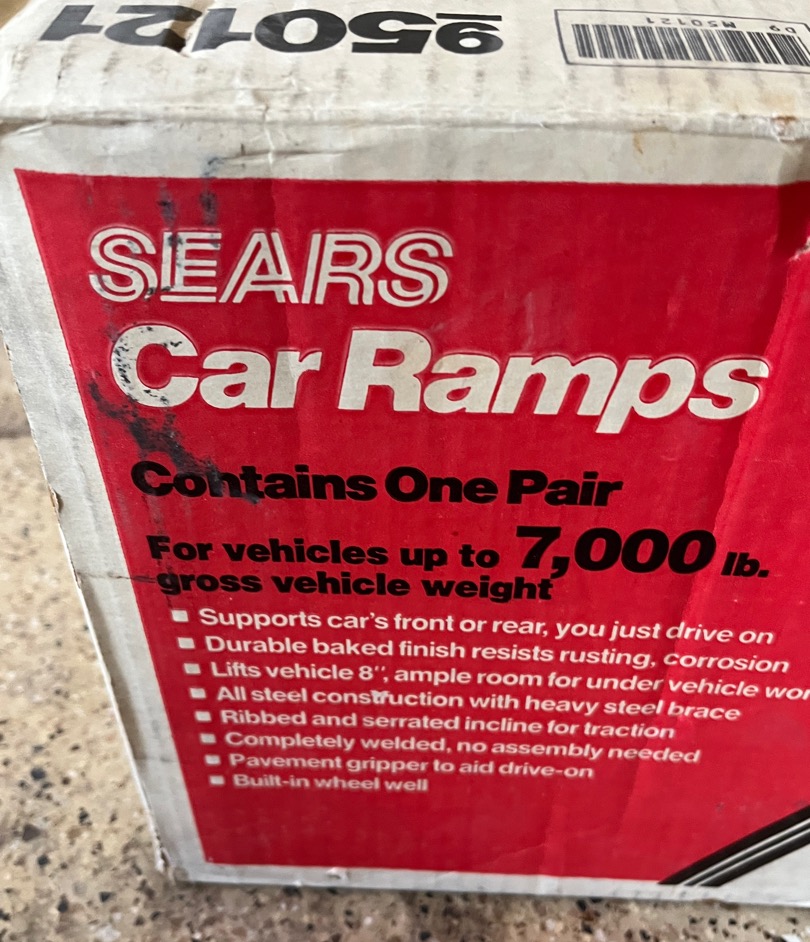 950121
D9 M50121
SEARS
Car Ramps
Contains One Pair
For vehicles up to 7,000 lb.
gross vehicle weight
■ Supports car's front or rear, you just drive on
■ Durable baked finish resists rusting, corrosion
■ Lifts vehicle 8", ample room for under vehicle wor
■ All steel construction with heavy steel brace
■ Ribbed and serrated incline for traction
■ Completely welded, no assembly needed
■ Pavement gripper to aid drive-on
■ Built-in wheel well